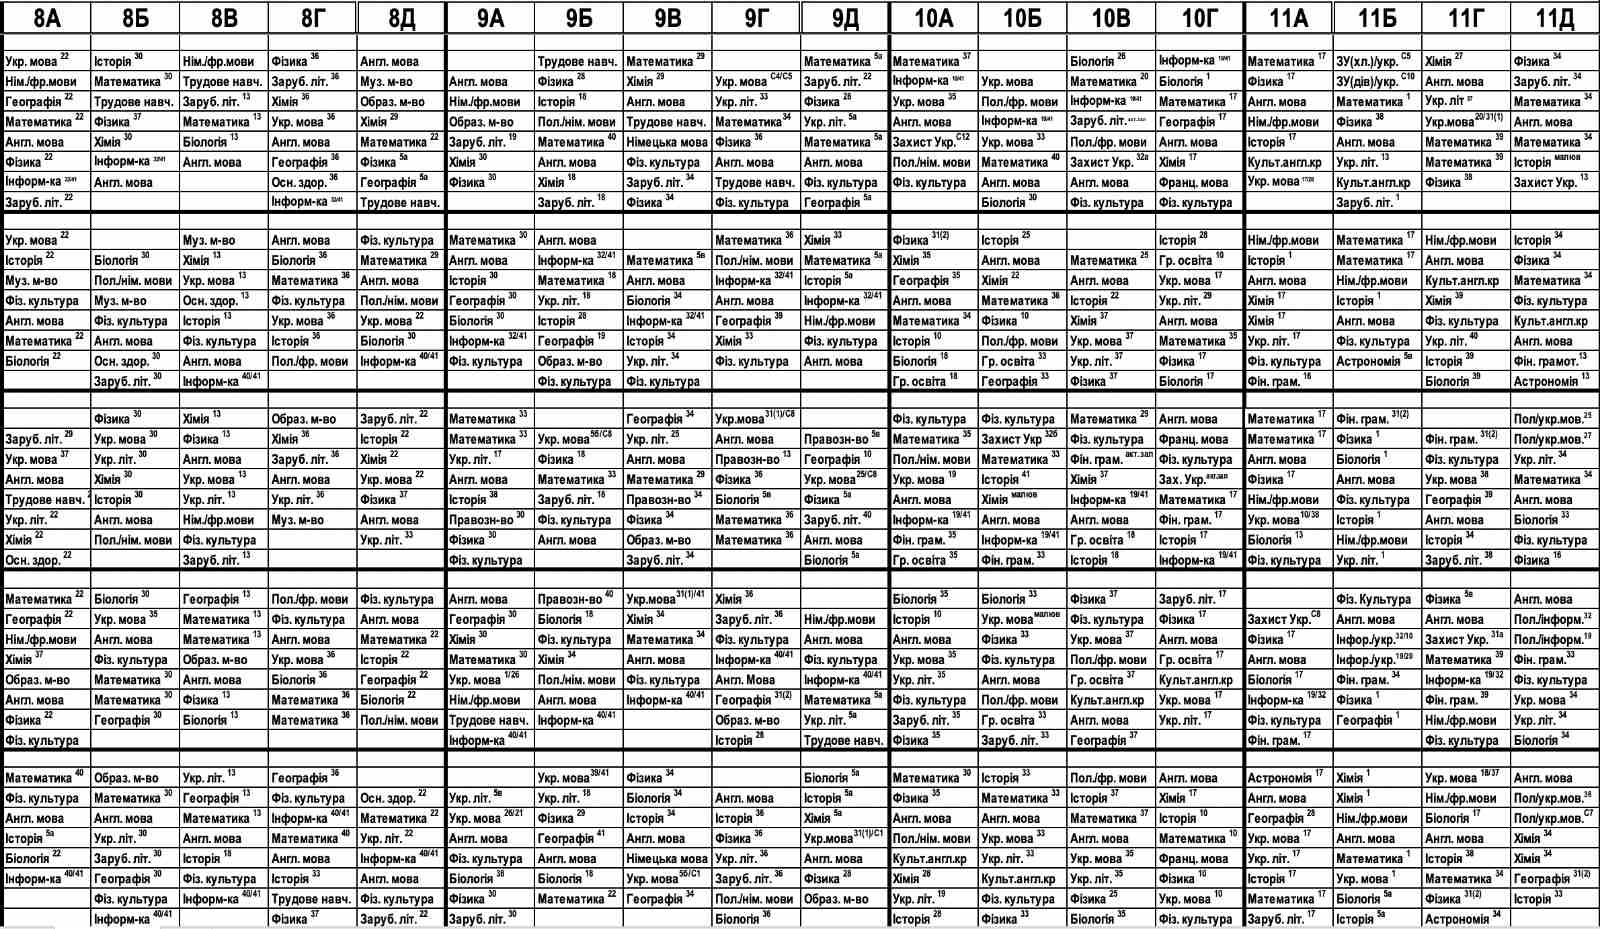 8А 8Б 8В 8Г 8Д 9А 9Б 9В 9Г 9Д 10А 10Б 10В 10Г 11А 11Б 11Г 11Д
Укр. мова 22 Історія 30 Нім./фр.мови Фізика 36 Англ. мова Трудове навч. Математика 29 Математика 5а Математика 37 Біологія 26 Інформ-ка Математика 17 ЗУ(хл.)/укр. С5 Хімія 27 Фізика 34
Нім./фр.мови Математика 30 Трудове навч. Заруб. літ. 36 Муз. м-во Англ. мова Фізика 28 Хімія 29 Укр. мова С4/С5 Заруб. літ. 22 Інформ-ка Укр. мова Математика 20 Біологія 1 Фізика 17 ЗУ(дів)/укр. С10 Англ. мова Заруб. літ. 34
Географія 22 Трудове навч. Заруб. літ. 13 Хімія 36 Образ. м-во Нім./фр.мови Історія 18 Англ. мова Укр. літ. 33 Фізика 28 Укр. мова 35 Пол./фр. мови Інформ-ка Математика 17 Хімія 30 Математика 1 Укр. літ Математика 34
Математика 22 Фізика 37 Математика 13 Укр. мова 36 Хімія 29 Образ. м-во Пол./нім. мови Трудове навч. Математика 34 Укр. літ. 5а Англ. мова Інформ-ка Заруб. літ. Географія 17 Нім./фр.мови Фізика 38 Укр.мова 20/31(1) Англ. мова
Англ. мова Хімія 30 Біологія 13 Англ. мова Математика 22 Заруб. літ. 19 Математика 40 Німецька мова Фізика 36 Математика 5а Захист Укр. С12 Укр. мова 33 Пол./фр. мови Англ. мова Історія 17 Англ. мова Математика 39 Математика 34
Фізика 22 Інформ-ка Англ. мова Географія 36 Фізика 5а Хімія 30 Англ. мова Фіз. культура Англ. мова Англ. мова Пол./нім. мови Математика 40 Захист Укр. 32а Хімія 17 Культ.англ.кр Укр. літ. 13 Математика 39 Історія малюв
Інформ-ка Англ. мова Осн. здор. 36 Географія 5а Фізика 30 Хімія 18 Заруб. літ. 34 Трудове навч. Фіз. культура Фіз. культура Англ. мова Англ. мова Франц. мова Укр. мова Культ.англ.кр Фізика 38 Захист Укр. 13
Заруб. літ. 22 Інформ-ка Трудове навч. Заруб. літ. 18 Фізика 34 Фіз. культура Географія 5а Біологія 30 Фіз. культура Фіз. культура Заруб. літ. 1
Укр. мова 22 Муз. м-во Англ. мова Фіз. культура Математика 30 Англ. мова Математика 36 Хімія 33 Фізика 31(2) Історія 25 Історія 28 Нім./фр.мови Математика 17 Нім./фр.мови Історія 34
Історія 22 Біологія 30 Хімія 13 Біологія 36 Математика 29 Англ. мова Інформ-ка 32/41 Математика 5в Пол./нім. мови Математика 5а Хімія 35 Англ. мова Математика 25 Гр. освіта 10 Історія 1 Математика 17 Англ. мова Фізика 34
Муз. м-во Пол./нім. мови Укр. мова 13 Математика 36 Англ. мова Історія 30 Математика 18 Англ. мова Інформ-ка 32/41 Історія 5а Географія 35 Хімія 22 Англ. мова Укр. мова 17 Англ. мова Нім./фр.мови Культ.англ.кр Математика 34
Фіз. культура Муз. м-во Осн. здор. 13 Фіз. культура Пол./нім. мови Географія 30 Укр. літ. 18 Біологія 34 Англ. мова Інформ-ка 32/41 Англ. мова Математика 36 Історія 22 Укр. літ. 29 Хімія 17 Історія 1 Хімія 39 Фіз. культура
Англ. мова Фіз. культура Історія 13 Укр. мова 36 Укр. мова 22 Біологія 30 Історія 28 Інформ-ка 32/41 Географія 39 Нім./фр.мови Математика 34 Фізика 10 Хімія 37 Англ. мова Хімія 17 Англ. мова Фіз. культура Культ.англ.кр
Математика 22 Англ. мова Фіз. культура Історія 36 Біологія 30 Інформ-ка 32/41 Географія 19 Історія 34 Хімія 33 Англ. мова Історія 10 Пол./фр. мови Укр. мова 37 Математика 35 Укр. літ. 17 Фіз. культура Укр. літ. 40 Англ. мова
Біологія 22 Осн. здор. 30 Англ. мова Пол./фр. мови Інформ-ка 40/41 Фіз. культура Образ. м-во Укр. літ. 34 Фіз. культура Англ. мова Біологія 18 Гр. освіта 33 Укр. літ. 37 Фізика 17 Фіз. культура Астрономія 5в Історія 39 Фін. грамот. 13
Заруб. літ. 30 Інформ-ка 40/41 Фіз. культура Фіз. культура Гр. освіта 18 Географія 33 Фізика 37 Біологія 17 Фін. грам. 16 Біологія 39 Астрономія 13
Фізика 30 Хімія 13 Образ. м-во Заруб. літ. 22 Математика 33 Географія 34 Укр.мова 31(1)/С8 Фіз. культура Фіз. культура Математика 29 Англ. мова Математика 17 Фін. грам. 31(2) Пол/укр.мов. 25
Заруб. літ. 29 Укр. мова 30 Фізика 13 Хімія 36 Історія 22 Математика 33 Укр. мова 5б/С8 Укр. літ. 25 Англ. мова Правозн-во 5в Математика 35 Захист Укр 32б Фіз. культура Франц. мова Математика 17 Фізика 1 Фін. грам. 31(2) Пол/укр.мов. 27
Укр. мова 37 Укр. літ. 30 Англ. мова Заруб. літ. 36 Хімія 22 Укр. літ. 17 Фізика 18 Англ. мова Правозн-во 13 Географія 10 Пол./нім. мови Математика 33 Фін. грам. акт.зал Фіз. культура Англ. мова Біологія 1 Англ. мова Укр. літ. 34
Англ. мова Хімія 30 Укр. мова 13 Англ. мова Укр. мова 22 Англ. мова Математика 33 Математика 29 Фізика 36 Укр. мова 25/С8 Укр. мова 19 Історія 41 Хімія 37 Зах. Укр. акт.зал Фізика 17 Англ. мова Укр. мова 38 Математика 34
Трудове навч. Історія 30 Укр. літ. 13 Укр. літ. 36 Фізика 37 Історія 38 Заруб. літ. 18 Правозн-во 34 Біологія 5в Фізика 5а Англ. мова Хімія малюв Інформ-ка 19/41 Математика 17 Нім./фр.мови Фіз. культура Географія 39 Англ. мова
Укр. літ. 22 Англ. мова Нім./фр.мови Муз. м-во Англ. мова Правозн-во 30 Фіз. культура Фізика 34 Математика 36 Заруб. літ. 40 Інформ-ка 19/41 Англ. мова Англ. мова Фін. грам. 17 Укр. мова 10/38 Історія 1 Англ. мова Біологія 33
Хімія 22 Пол./нім. мови Фіз. культура Укр. літ. 33 Фізика 30 Англ. мова Образ. м-во Математика 36 Англ. мова Фін. грам. 35 Інформ-ка 19/41 Гр. освіта 18 Історія 17 Біологія 13 Нім./фр.мови Історія 34 Фіз. культура
Осн. здор. 22 Заруб. літ. 13 Фіз. культура Заруб. літ. 34 Біологія 5а Гр. освіта 35 Фін. грам. 33 Історія 18 Інформ-ка 19/41 Фіз. культура Укр. літ. 1 Заруб. літ. 38 Фізика 16
Математика 22 Біологія 30 Географія 13 Пол./фр. мови Фіз. культура Англ. мова Правозн-во 40 Укр.мова 31(1)/41 Хімія 36 Біологія 35 Біологія 33 Фізика 37 Заруб. літ. 17 Фіз. Культура Фізика 5в Англ. мова
Географія 22 Укр. мова 35 Математика 13 Фіз. культура Англ. мова Географія 30 Біологія 18 Хімія 34 Заруб. літ. 36 Нім./фр.мови Історія 10 Укр. мова малюв Англ. мова Фізика 17 Захист Укр. С8 Англ. мова Англ. мова Пол./інформ. 32
Нім./фр.мови Англ. мова Математика 13 Англ. мова Математика 22 Хімія 30 Фіз. культура Математика 34 Фіз. культура Англ. мова Англ. мова Фізика 33 Укр. мова 37 Англ. мова Фізика 17 Інфор./укр. 32/10 Захист Укр. 31а Пол./інформ. 19
Хімія 37 Фіз. культура Образ. м-во Укр. мова 36 Історія 22 Математика 30 Хімія 34 Англ. мова Інформ-ка 40/41 Фіз. культура Укр. мова 35 Фіз. культура Пол./фр. мови Гр. освіта 17 Англ. мова Інфор./укр. 19/20 Математика 39 Фін. грам. 33
Образ. м-во Математика 30 Англ. мова Біологія 36 Географія 22 Укр. мова 1/26 Пол./нім. мови Фіз. культура Англ. Мова Інформ-ка 40/41 Укр. літ. 35 Англ. мова Гр. освіта 37 Культ.англ.кр Біологія 17 Фін. грам. 34 Інформ-ка 19/32 Фіз. культура
Англ. мова Математика 30 Фізика 13 Математика 36 Біологія 22 Нім./фр.мови Англ. мова Інформ-ка 40/41 Географія 31(2) Математика 5а Фіз. культура Пол./фр. мови Культ.англ.кр Укр. мова 17 Інформ-ка 19/32 Фізика 1 Фін. грам. 39 Укр. мова 34
Фізика 22 Географія 30 Біологія 13 Математика 36 Пол./нім. мови Трудове навч. Інформ-ка 40/41 Образ. м-во Укр. літ. 5а Заруб. літ. 35 Гр. освіта 33 Англ. мова Укр. літ. 17 Фіз. культура Географія 1 Нім./фр.мови Укр. літ. 34
Фіз. культура Інформ-ка 40/41 Історія 28 Трудове навч. Фізика 35 Заруб. літ. 33 Географія 37 Фін. грам. 17 Фіз. культура Біологія 34
Математика 40 Образ. м-во Укр. літ. 13 Географія 36 Укр. мова 39/41 Фізика 34 Біологія 5а Математика 30 Історія 33 Пол./фр. мови Англ. мова Астрономія 17 Хімія 1 Укр. мова 18/37 Англ. мова
Фіз. культура Математика 30 Географія 13 Фіз. культура Осн. здор. 22 Укр. літ. 5в Укр. літ. 18 Біологія 34 Англ. мова Історія 5а Фізика 35 Математика 33 Історія 37 Хімія 17 Англ. мова Хімія 1 Нім./фр.мови Пол/укр.мов.
Англ. мова Англ. мова Математика 13 Інформ-ка 40/41 Математика 22 Укр. мова 26/21 Фізика 29 Історія 34 Історія 36 Хімія 5а Англ. мова Англ. мова Математика 37 Історія 10 Географія 28 Нім./фр.мови Біологія 17 Пол/укр.мов. С7
Історія 5а Укр. літ. 30 Англ. мова Математика 40 Укр. літ. 22 Англ. мова Географія 41 Англ. мова Фізика 36 Укр.мова 31(1)/С1 Пол./нім. мови Укр. мова 33 Англ. мова Математика 10 Укр. мова 17 Англ. мова Англ. мова Хімія 34
Біологія 22 Заруб. літ. 30 Історія 18 Англ. мова Інформ-ка 40/41 Фіз. культура Англ. мова Німецька мова Укр. літ. 36 Англ. мова Культ.англ.кр Укр. літ. 33 Укр. мова 35 Франц. мова Укр. літ. 17 Математика 1 Історія 38 Хімія 34
Інформ-ка 40/41 Географія 30 Фіз. культура Історія 33 Англ. мова Біологія 38 Біологія 18 Укр. мова 5б/С1 Заруб. літ. 36 Фізика 28 Хімія 28 Культ.англ.кр Укр. літ. 35 Фізика 10 Історія 17 Укр. мова 1 Математика 34 Географія 31(2)
Фіз. культура Інформ-ка 40/41 Трудове навч. Фіз. культура Фізика 30 Математика 22 Географія 34 Пол./нім. мови Образ. м-во Укр. літ. 19 Англ. мова Фізика 25 Укр. мова 10 Математика 17 Біологія 5а Фізика 31(2) Історія 33
Інформ-ка 40/41 Фізика 37 Заруб. літ. 22 Заруб. літ. 30 Біологія 36 Історія 28 Фізика 33 Біологія 35 Фіз. культура Заруб. літ. 17 Історія 5а Астрономія 34